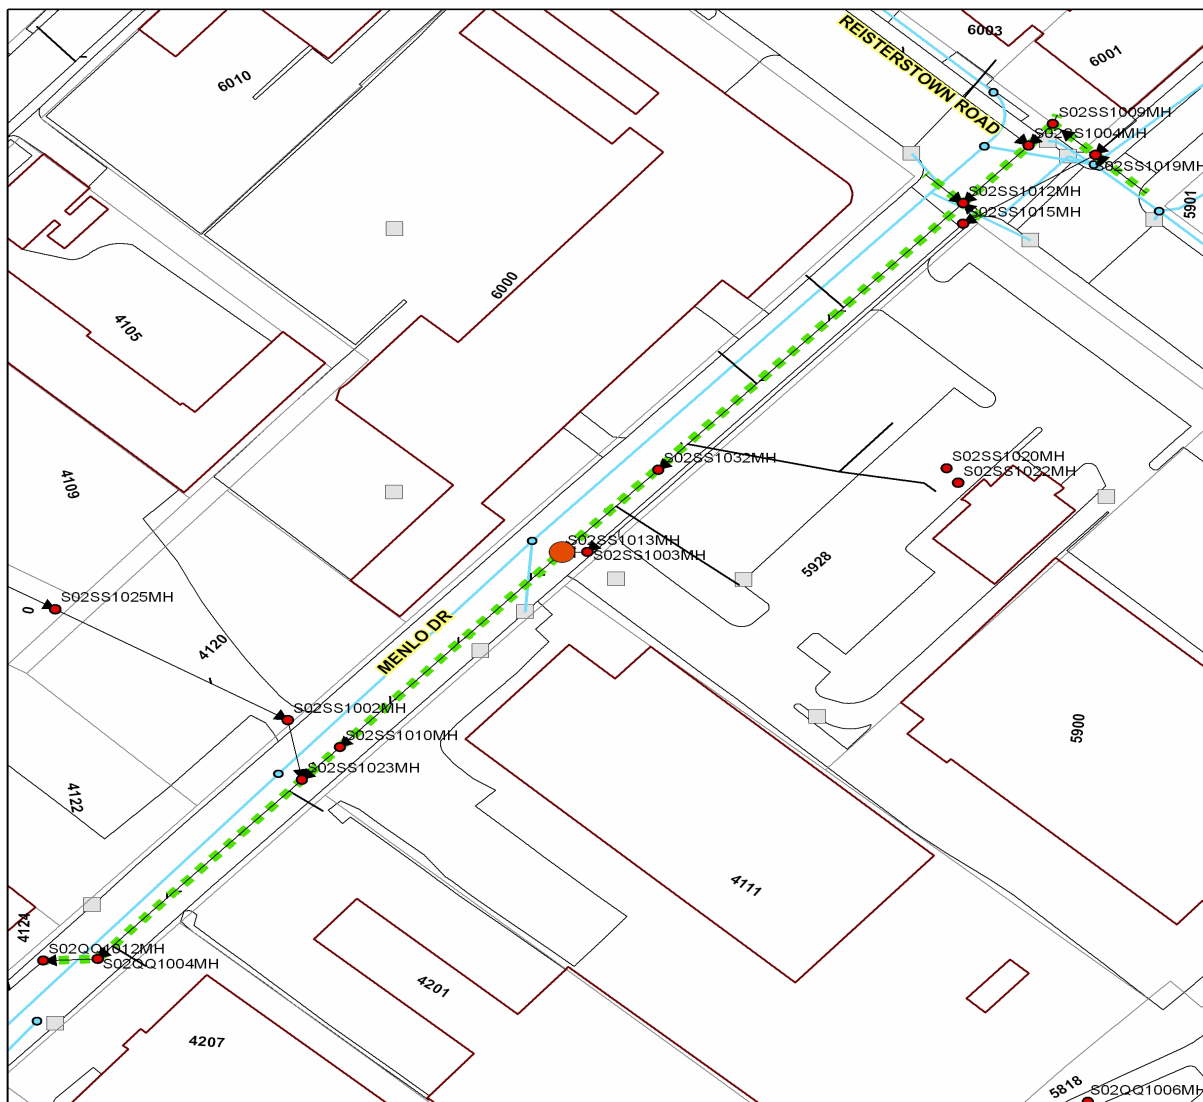 6003
REISTERSTOWN ROAD
6001
6010
S02SS1009MH
S02SS1004MH
S02SS1019MH
S02SS1012MH
5901
S02SS1015MH
6000
4105
S02SS1032MH
S02SS1020MH
S02SS1022MH
4109
S02SS1013MH
S02SS1003MH
5928
S02SS1025MH
0
4120
MENLO DR
S02SS1002MH
S02SS1010MH
5900
S02SS1023MH
4122
4111
4124
S02QQ1012MH
S02QQ1004MH
4201
4207
5818
S02QQ1006MH